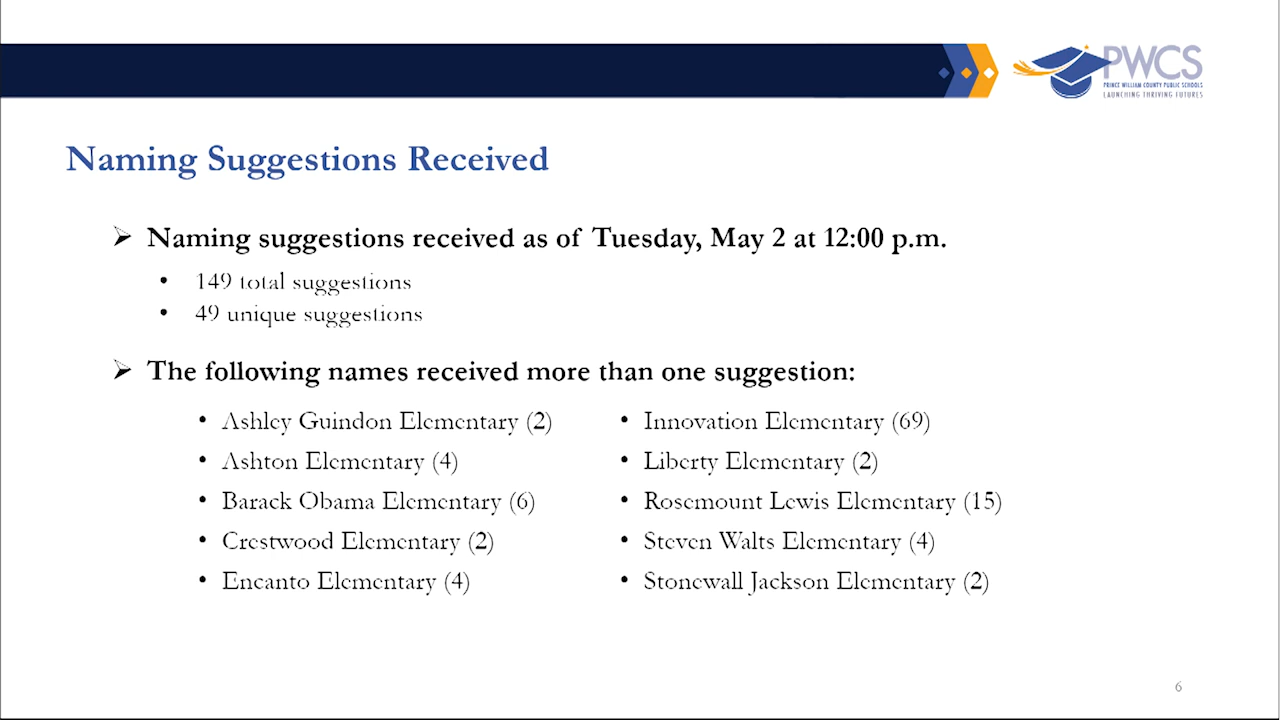 PWCS
PRINCE WILLIAM COUNTY PUBLIC SCHOOLS
LAUNCHING THRIVING FUTURES
Naming Suggestions Received
➢ Naming suggestions received as of Tuesday, May 2 at 12:00 p.m.
• 149 total suggestions
• 49 unique suggestions
➢ The following names received more than one suggestion:
• Ashley Guindon Elementary (2)
• Ashton Elementary (4)
• Barack Obama Elementary (6)
• Crestwood Elementary (2)
• Encanto Elementary (4)
• Innovation Elementary (69)
• Liberty Elementary (2)
• Rosemount Lewis Elementary (15)
• Steven Walts Elementary (4)
• Stonewall Jackson Elementary (2)
6